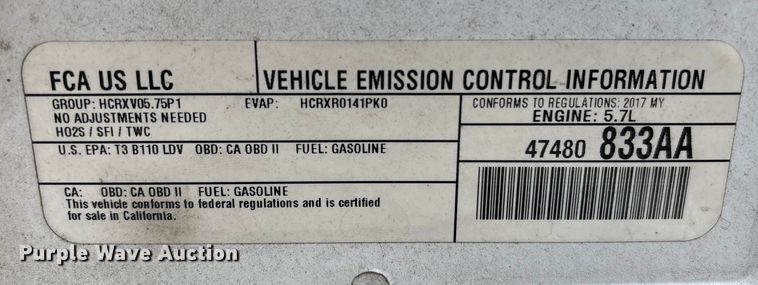 FCA US LLC
VEHICLE EMISSION CONTROL INFORMATION
GROUP: HCRXV05.75P1 EVAP: HCRXR0141PK0
NO ADJUSTMENTS NEEDED
HO2S / SFI / TWC
CONFORMS TO REGULATIONS: 2017 MY
ENGINE: 5.7L
U.S. EPA: T3 B110 LDV OBD: CA OBD II FUEL: GASOLINE
47480 833AA
CA: OBD: CA OBD II FUEL: GASOLINE
This vehicle conforms to federal regulations and is certified
for sale in California.
Purple Wave Auction